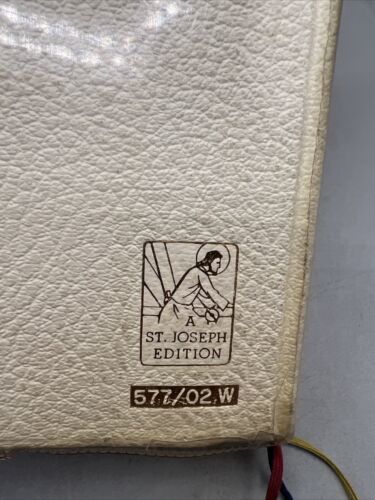 A
ST. JOSEPH
EDITION
577/02.W